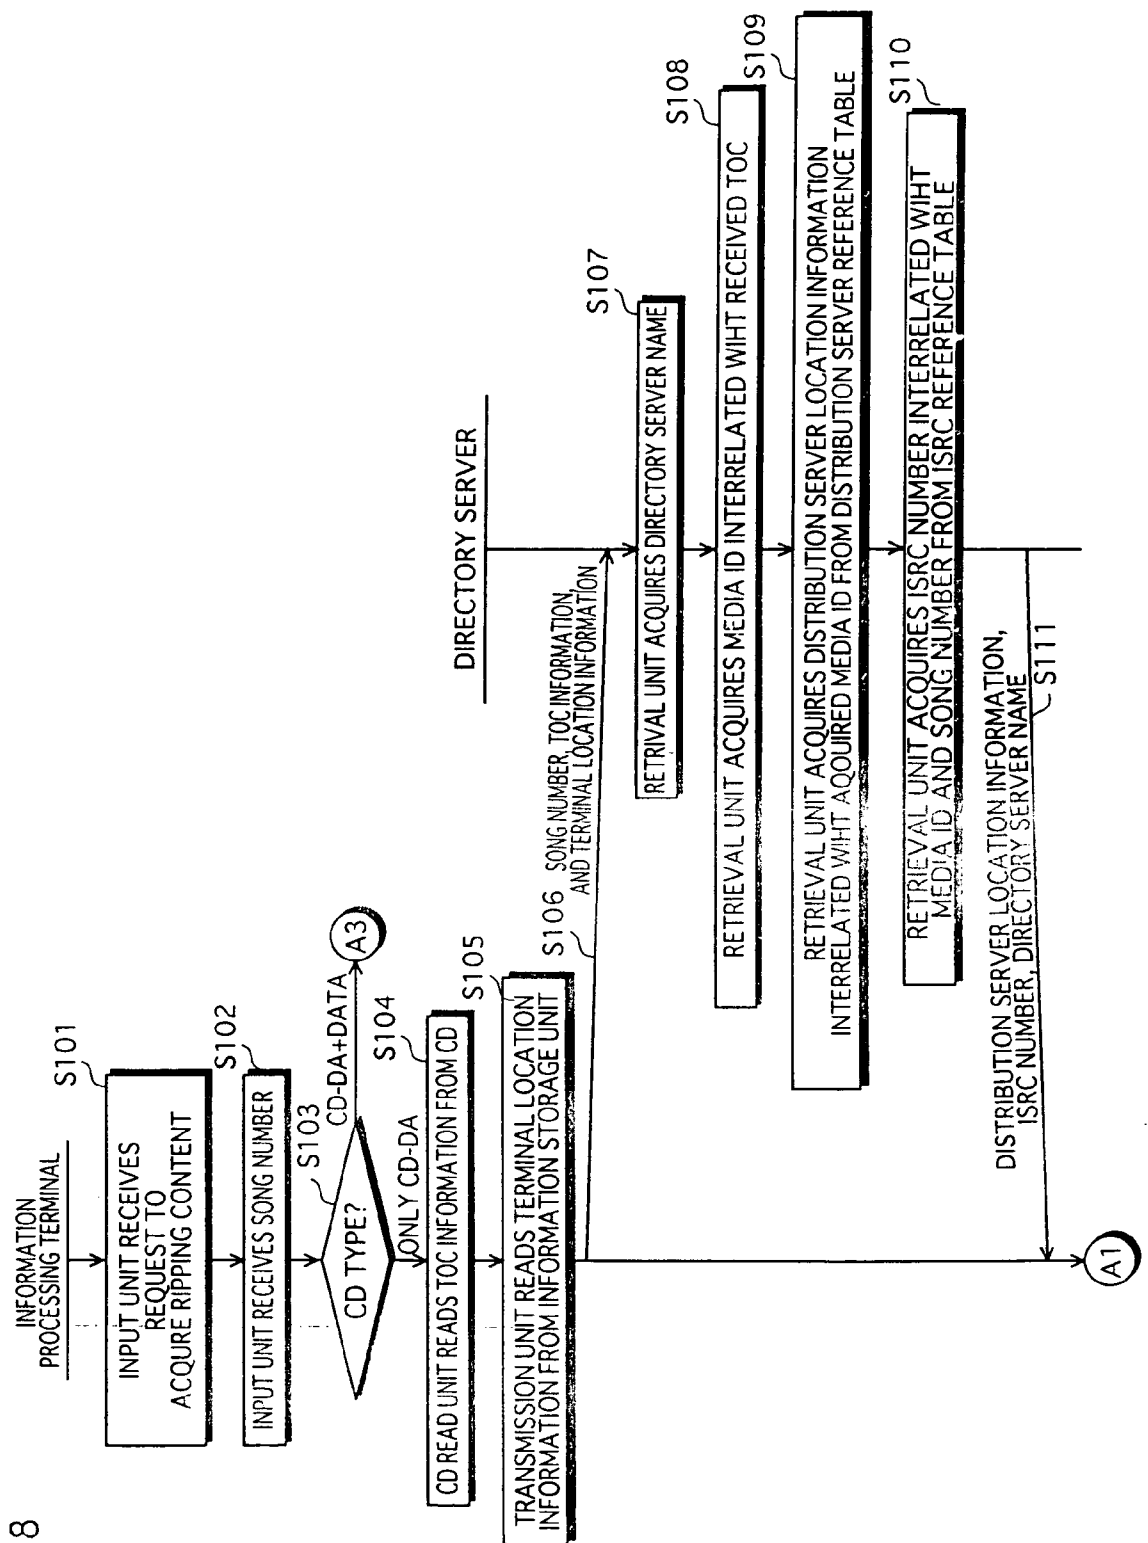 8
INFORMATION
PROCESSING TERMINAL
S101
INPUT UNIT RECEIVES
REQUEST TO
ACQURE RIPPING CONTENT
S102
INPUT UNIT RECEIVES SONG NUMBER
S103
CD TYPE?
CD-DA+DATA
A3
ONLY CD-DA
S104
CD READ UNIT READS TOC INFORMATION FROM CD
S105
TRANSMISSION UNIT READS TERMINAL LOCATION
INFORMATION FROM INFORMATION STORAGE UNIT
DIRECTORY SERVER
S106
SONG NUMBER, TOC INFORMATION,
AND TERMINAL LOCATION INFORMATION
S107
RETRIVAL UNIT ACQUIRES DIRECTORY SERVER NAME
S108
RETRIEVAL UNIT ACQUIRES MEDIA ID INTERRELATED WIHT RECEIVED TOC
S109
RETRIEVAL UNIT ACQUIRES DISTRIBUTION SERVER LOCATION INFORMATION
INTERRELATED WIHT AQUIRED MEDIA ID FROM DISTRIBUTION SERVER REFERENCE TABLE
S110
RETRIEVAL UNIT ACQUIRES ISRC NUMBER INTERRELATED WIHT
MEDIA ID AND SONG NUMBER FROM ISRC REFERENCE TABLE
DISTRIBUTION SERVER LOCATION INFORMATION,
ISRC NUMBER, DIRECTORY SERVER NAME
S111
A1